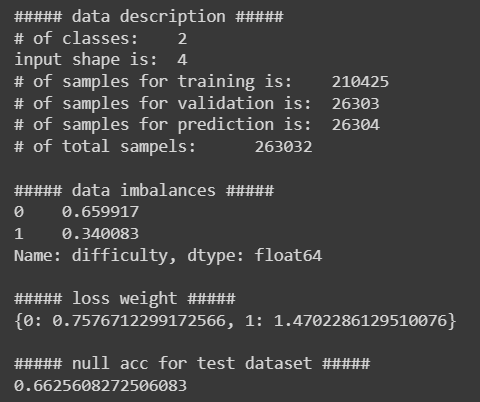 ##### data description #####
# of classes:    2
input shape is:  4
# of samples for training is:    210425
# of samples for validation is:  26303
# of samples for prediction is:  26304
# of total sampels:      263032
##### data imbalances #####
0    0.659917
1    0.340083
Name: difficulty, dtype: float64
##### loss weight #####
{0: 0.7576712299172566, 1: 1.4702286129510076}
##### null acc for test dataset #####
0.6625608272506083